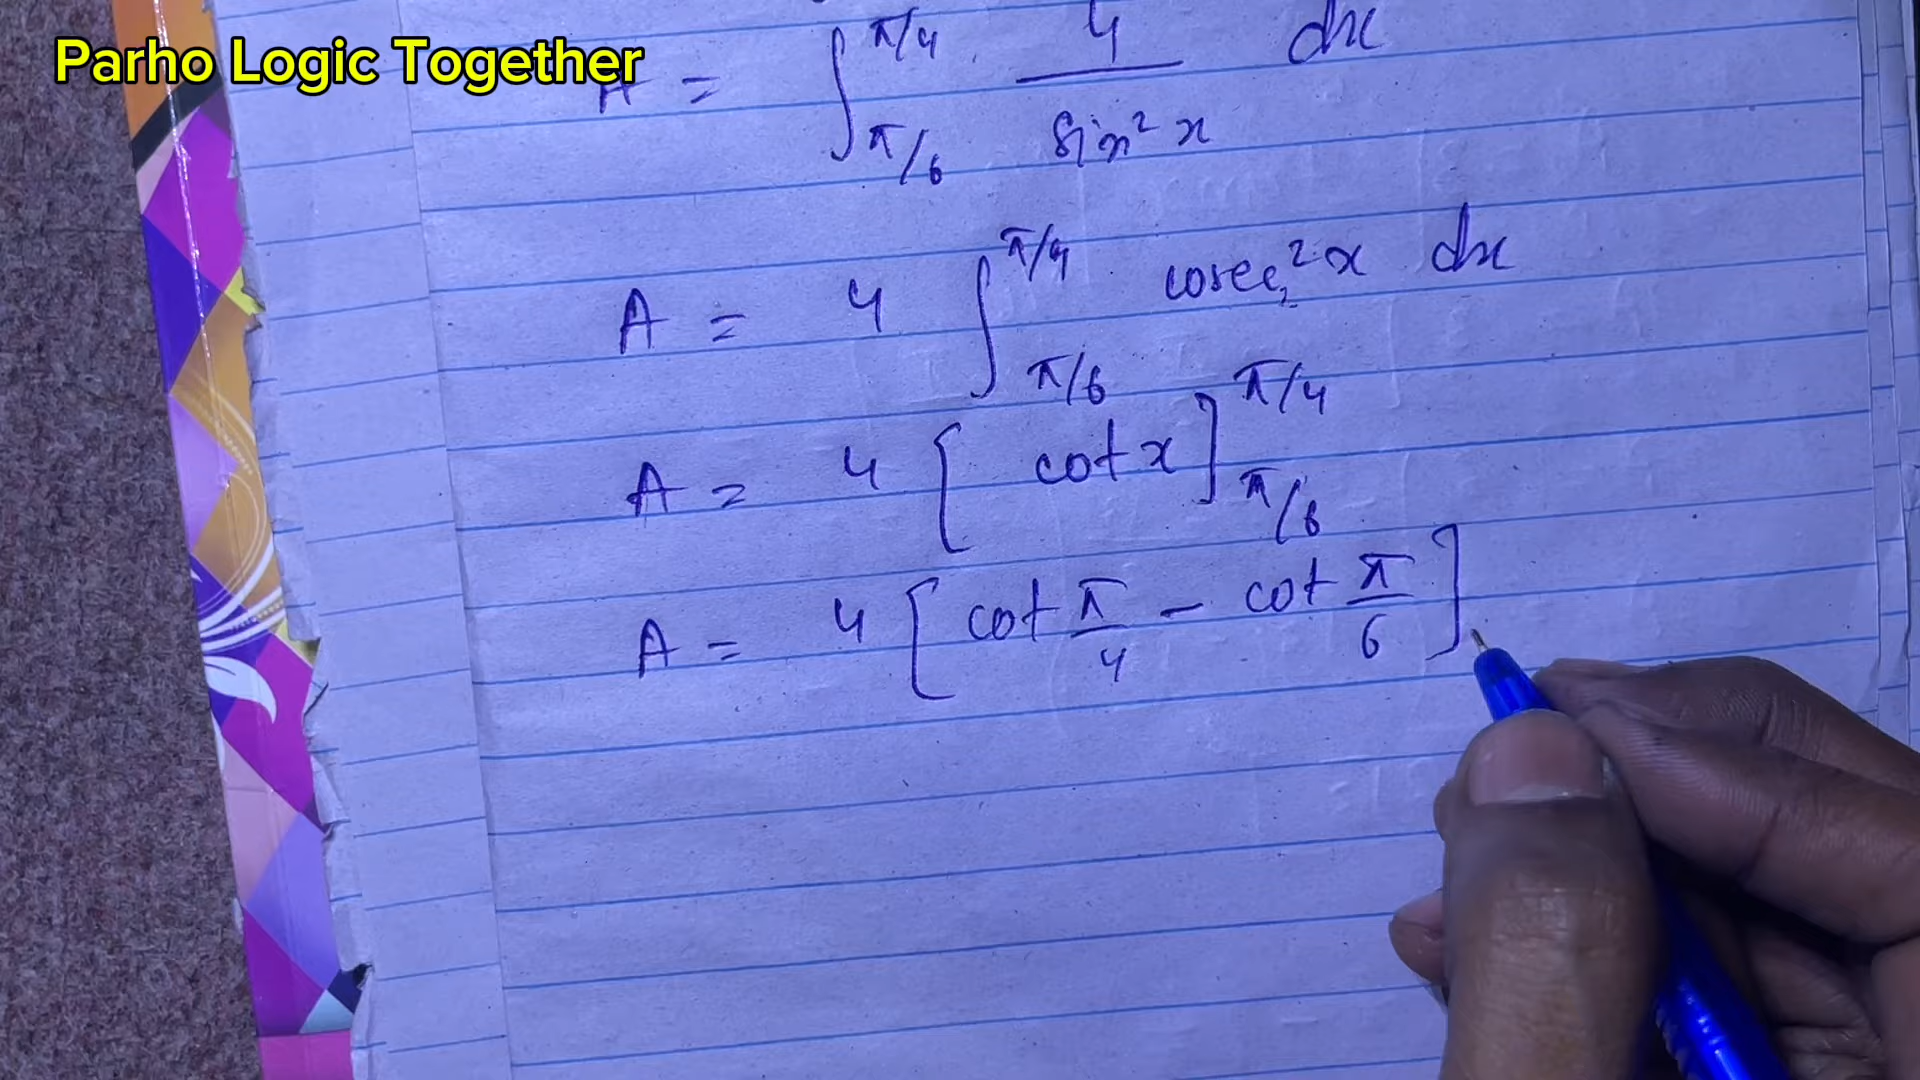 Parho Logic Together
A = ∫_{π/6}^{π/4} 4/sin²x dx
A = 4 ∫_{π/6}^{π/4} cosec²x dx
A = 4 [cot x]_{π/6}^{π/4}
A = 4 [cot π/4 - cot π/6]